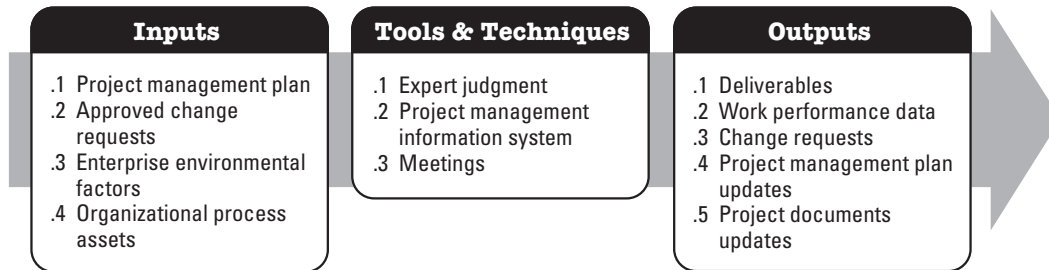 Inputs
.1 Project management plan
.2 Approved change
requests
.3 Enterprise environmental
factors
.4 Organizational process
assets
Tools & Techniques
.1 Expert judgment
.2 Project management
information system
.3 Meetings
Outputs
.1 Deliverables
.2 Work performance data
.3 Change requests
.4 Project management plan
updates
.5 Project documents
updates